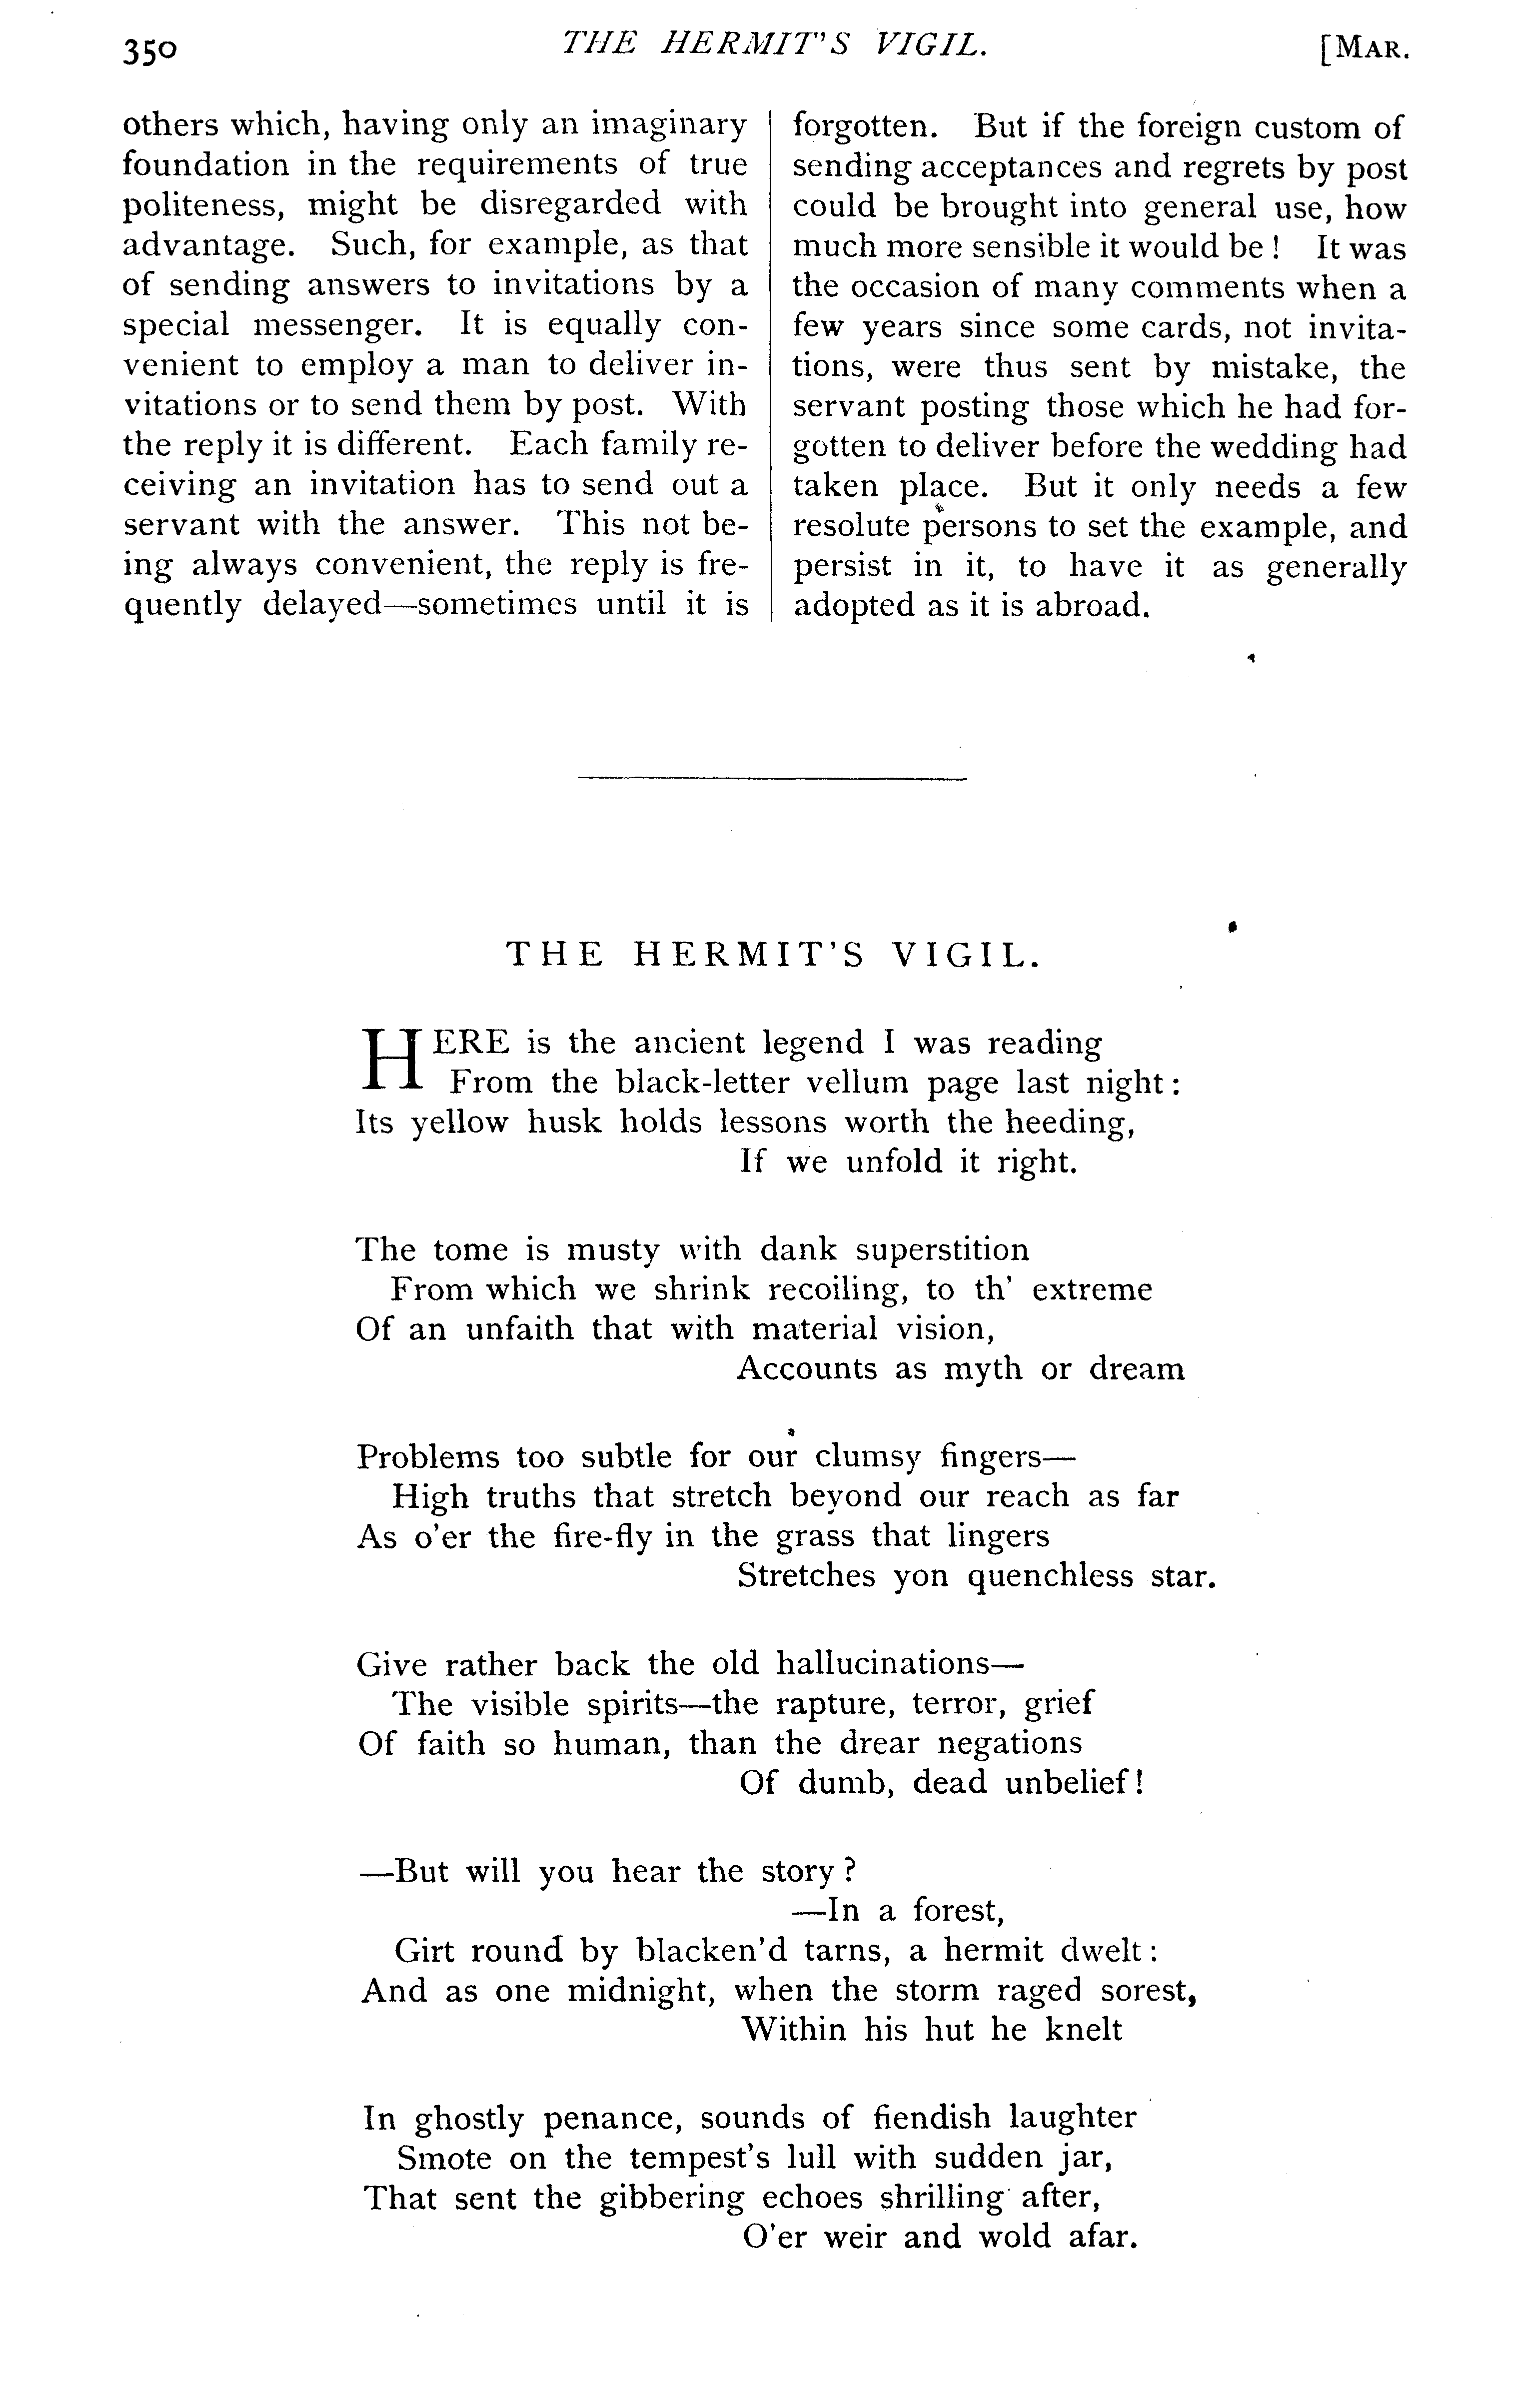 350
THE HERMIT'S VIGIL.
[MAR.
others which, having only an imaginary
foundation in the requirements of true
politeness, might be disregarded with
advantage. Such, for example, as that
of sending answers to invitations by a
special messenger. It is equally con-
venient to employ a man to deliver in-
vitations or to send them by post. With
the reply it is different. Each family re-
ceiving an invitation has to send out a
servant with the answer. This not be-
ing always convenient, the reply is fre-
quently delayed—sometimes until it is
forgotten. But if the foreign custom of
sending acceptances and regrets by post
could be brought into general use, how
much more sensible it would be! It was
the occasion of many comments when a
few years since some cards, not invita-
tions, were thus sent by mistake, the
servant posting those which he had for-
gotten to deliver before the wedding had
taken place. But it only needs a few
resolute persons to set the example, and
persist in it, to have it as generally
adopted as it is abroad.
THE HERMIT'S VIGIL.
HERE is the ancient legend I was reading
From the black-letter vellum page last night:
Its yellow husk holds lessons worth the heeding,
If we unfold it right.
The tome is musty with dank superstition
From which we shrink recoiling, to th' extreme
Of an unfaith that with material vision,
Accounts as myth or dream
Problems too subtle for our clumsy fingers—
High truths that stretch beyond our reach as far
As o'er the fire-fly in the grass that lingers
Stretches yon quenchless star.
Give rather back the old hallucinations—
The visible spirits—the rapture, terror, grief
Of faith so human, than the drear negations
Of dumb, dead unbelief!
—But will you hear the story?
—In a forest,
Girt round by blacken'd tarns, a hermit dwelt:
And as one midnight, when the storm raged sorest,
Within his hut he knelt
In ghostly penance, sounds of fiendish laughter
Smote on the tempest's lull with sudden jar,
That sent the gibbering echoes shrilling after,
O'er weir and wold afar.